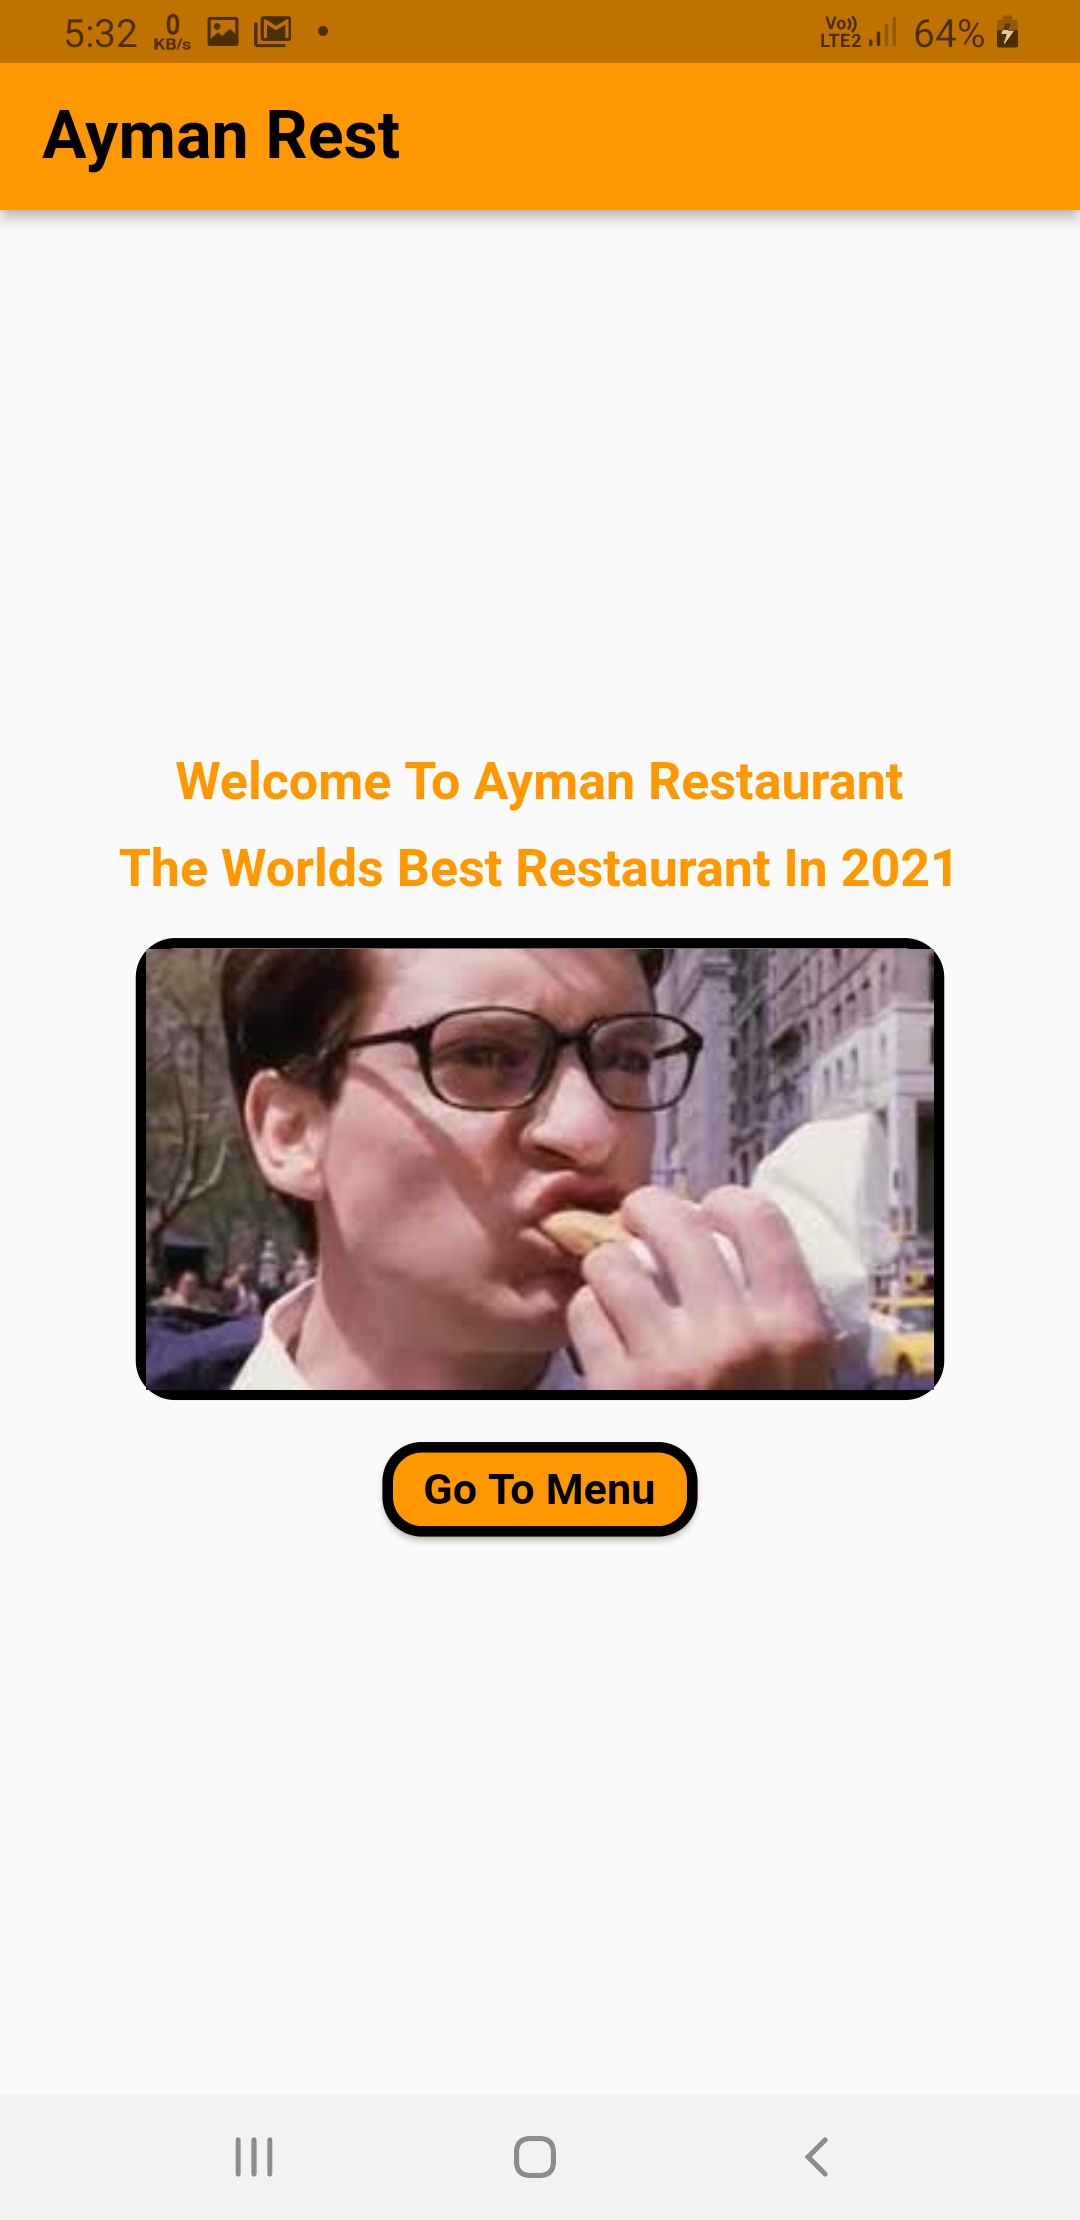 5:32 0 KB/s Vo)) LTE2 64%
Ayman Rest
Welcome To Ayman Restaurant
The Worlds Best Restaurant In 2021
Go To Menu